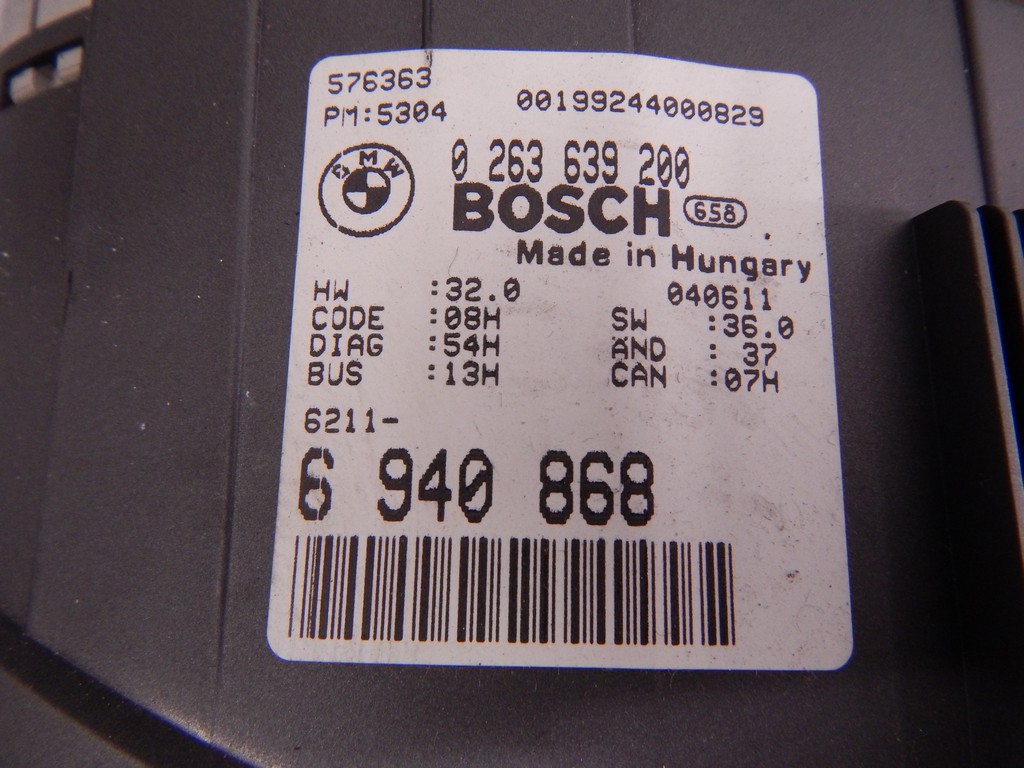 576363
PM:5304 00199244000829
BMW
0 263 639 200
BOSCH 658
Made in Hungary
HW :32.0 040611
CODE :08H SW :36.0
DIAG :54H ÄND : 37
BUS :13H CAN :07H
6211-
6 940 868